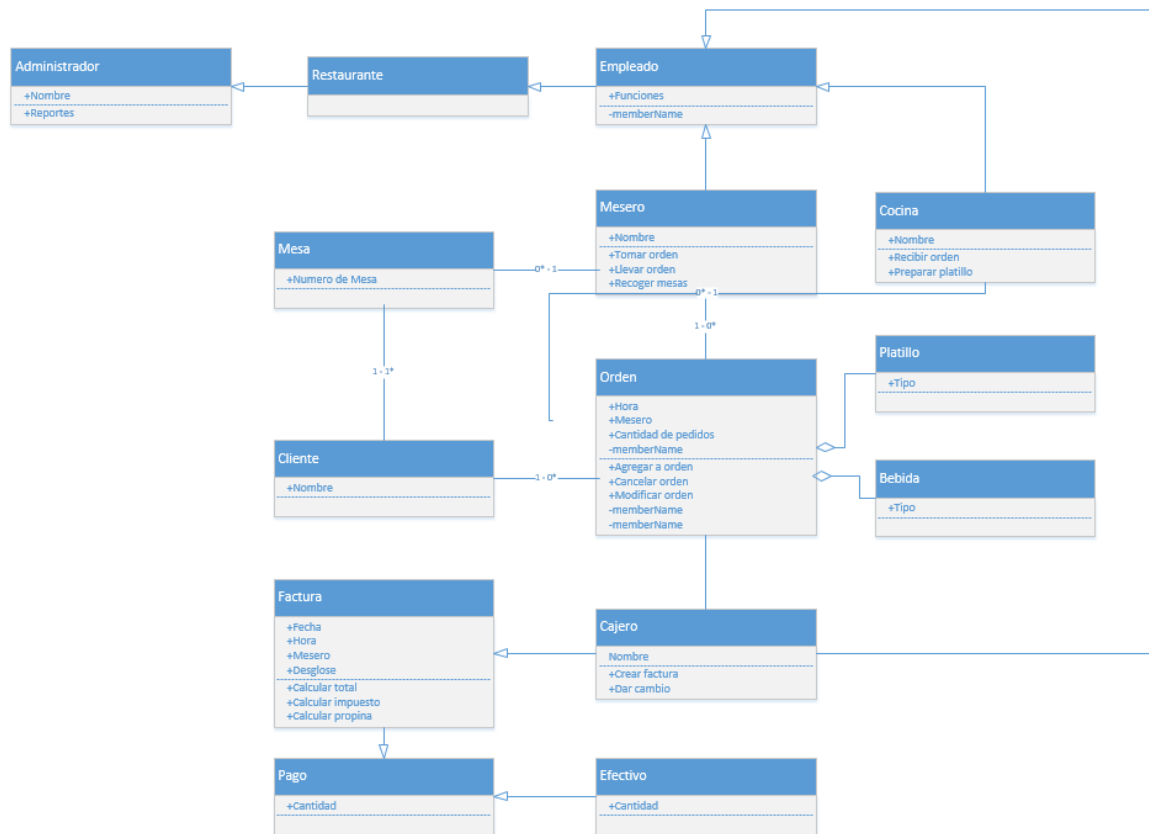 Administrador
+Nombre
+Reportes
Restaurante
Empleado
+Funciones
-memberName
Mesero
+Nombre
+Tomar orden
+Llevar orden
+Recoger mesas
Cocina
+Nombre
+Recibir orden
+Preparar platillo
Mesa
+Numero de Mesa
0* - 1
0* - 1
1 - 0*
1 - 1*
Orden
+Hora
+Mesero
+Cantidad de pedidos
-memberName
+Agregar a orden
+Cancelar orden
+Modificar orden
-memberName
-memberName
Platillo
+Tipo
Bebida
+Tipo
Cliente
+Nombre
1 - 0*
Factura
+Fecha
+Hora
+Mesero
+Desglose
+Calcular total
+Calcular impuesto
+Calcular propina
Cajero
Nombre
+Crear factura
+Dar cambio
Pago
+Cantidad
Efectivo
+Cantidad